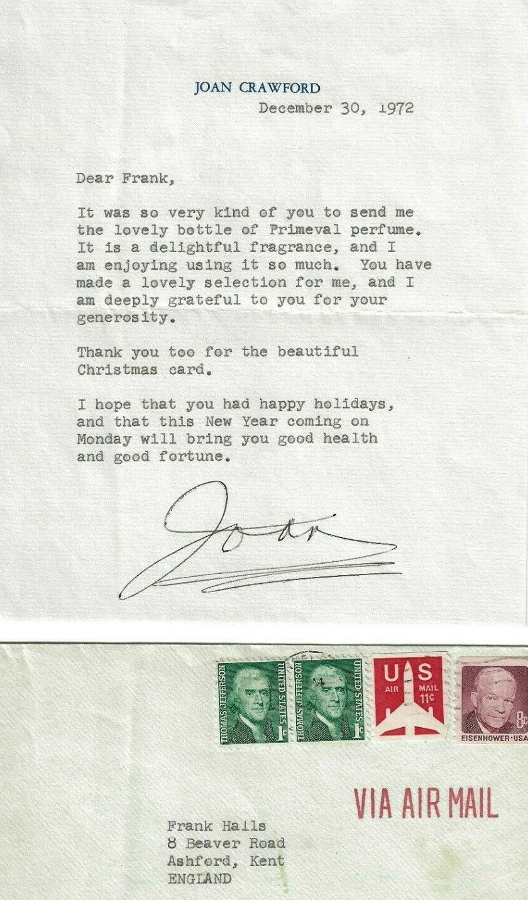 JOAN CRAWFORD
December 30, 1972
Dear Frank,
It was so very kind of you to send me
the lovely bottle of Primeval perfume.
It is a delightful fragrance, and I
am enjoying using it so much.  You have
made a lovely selection for me, and I
am deeply grateful to you for your
generosity.
Thank you too for the beautiful
Christmas card.
I hope that you had happy holidays,
and that this New Year coming on
Monday will bring you good health
and good fortune.
Joan
THOMAS JEFFERSON
UNITED STATES
1c
THOMAS JEFFERSON
UNITED STATES
1c
US
AIR MAIL
11c
8c
EISENHOWER·USA
VIA AIR MAIL
Frank Halls
8 Beaver Road
Ashford, Kent
ENGLAND